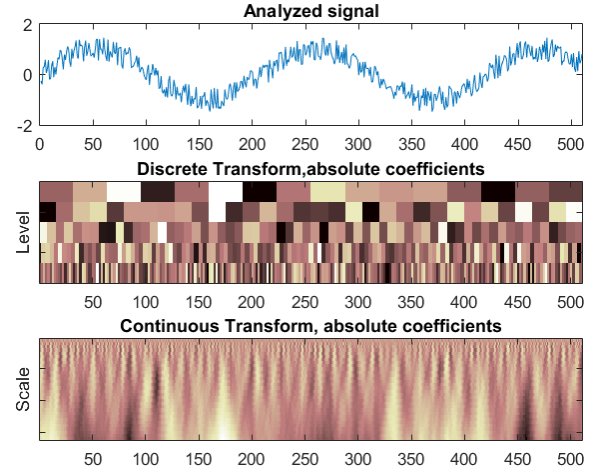 Analyzed signal
2
0
-2
0 50 100 150 200 250 300 350 400 450 500
Discrete Transform,absolute coefficients
Level
50 100 150 200 250 300 350 400 450 500
Continuous Transform, absolute coefficients
Scale
50 100 150 200 250 300 350 400 450 500